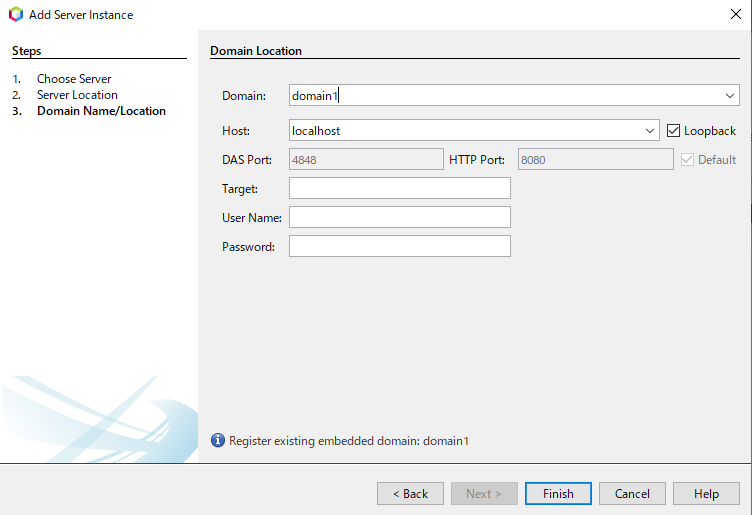 Add Server Instance
Steps
1. Choose Server
2. Server Location
3. Domain Name/Location
Domain Location
Domain: domain1
Host: localhost Loopback
DAS Port: 4848 HTTP Port: 8080 Default
Target:
User Name:
Password:
Register existing embedded domain: domain1
< Back Next > Finish Cancel Help